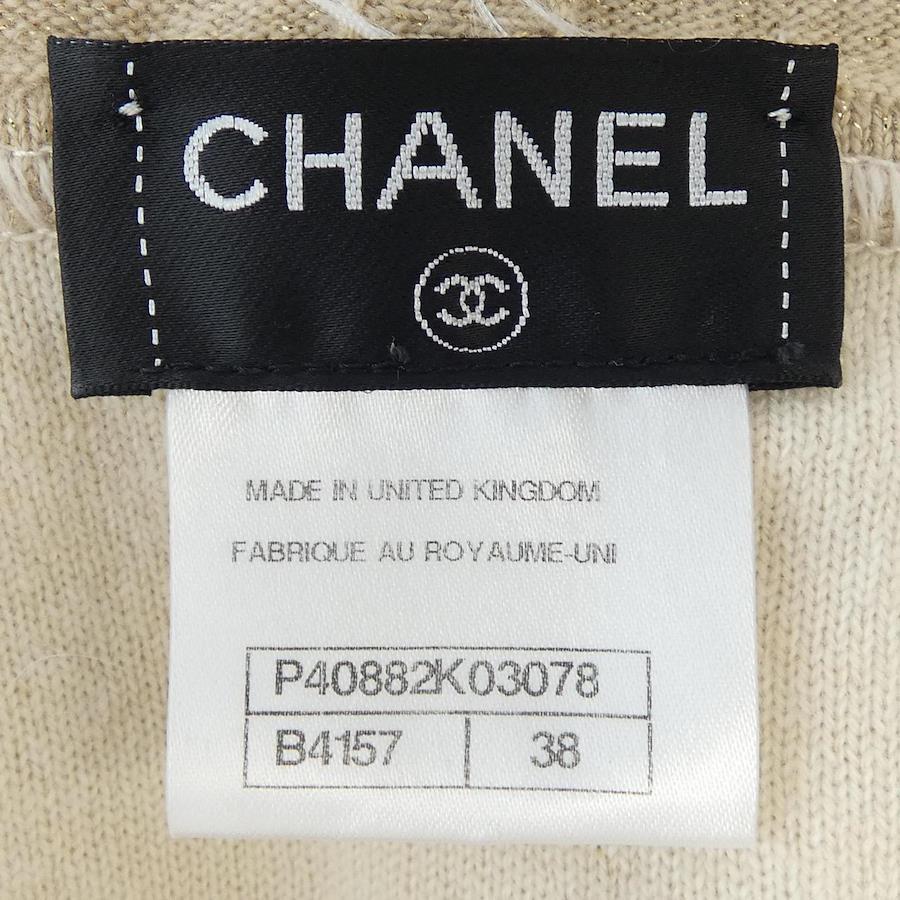 CHANEL
MADE IN UNITED KINGDOM
FABRIQUE AU ROYAUME-UNI
P40882K03078
B4157 38